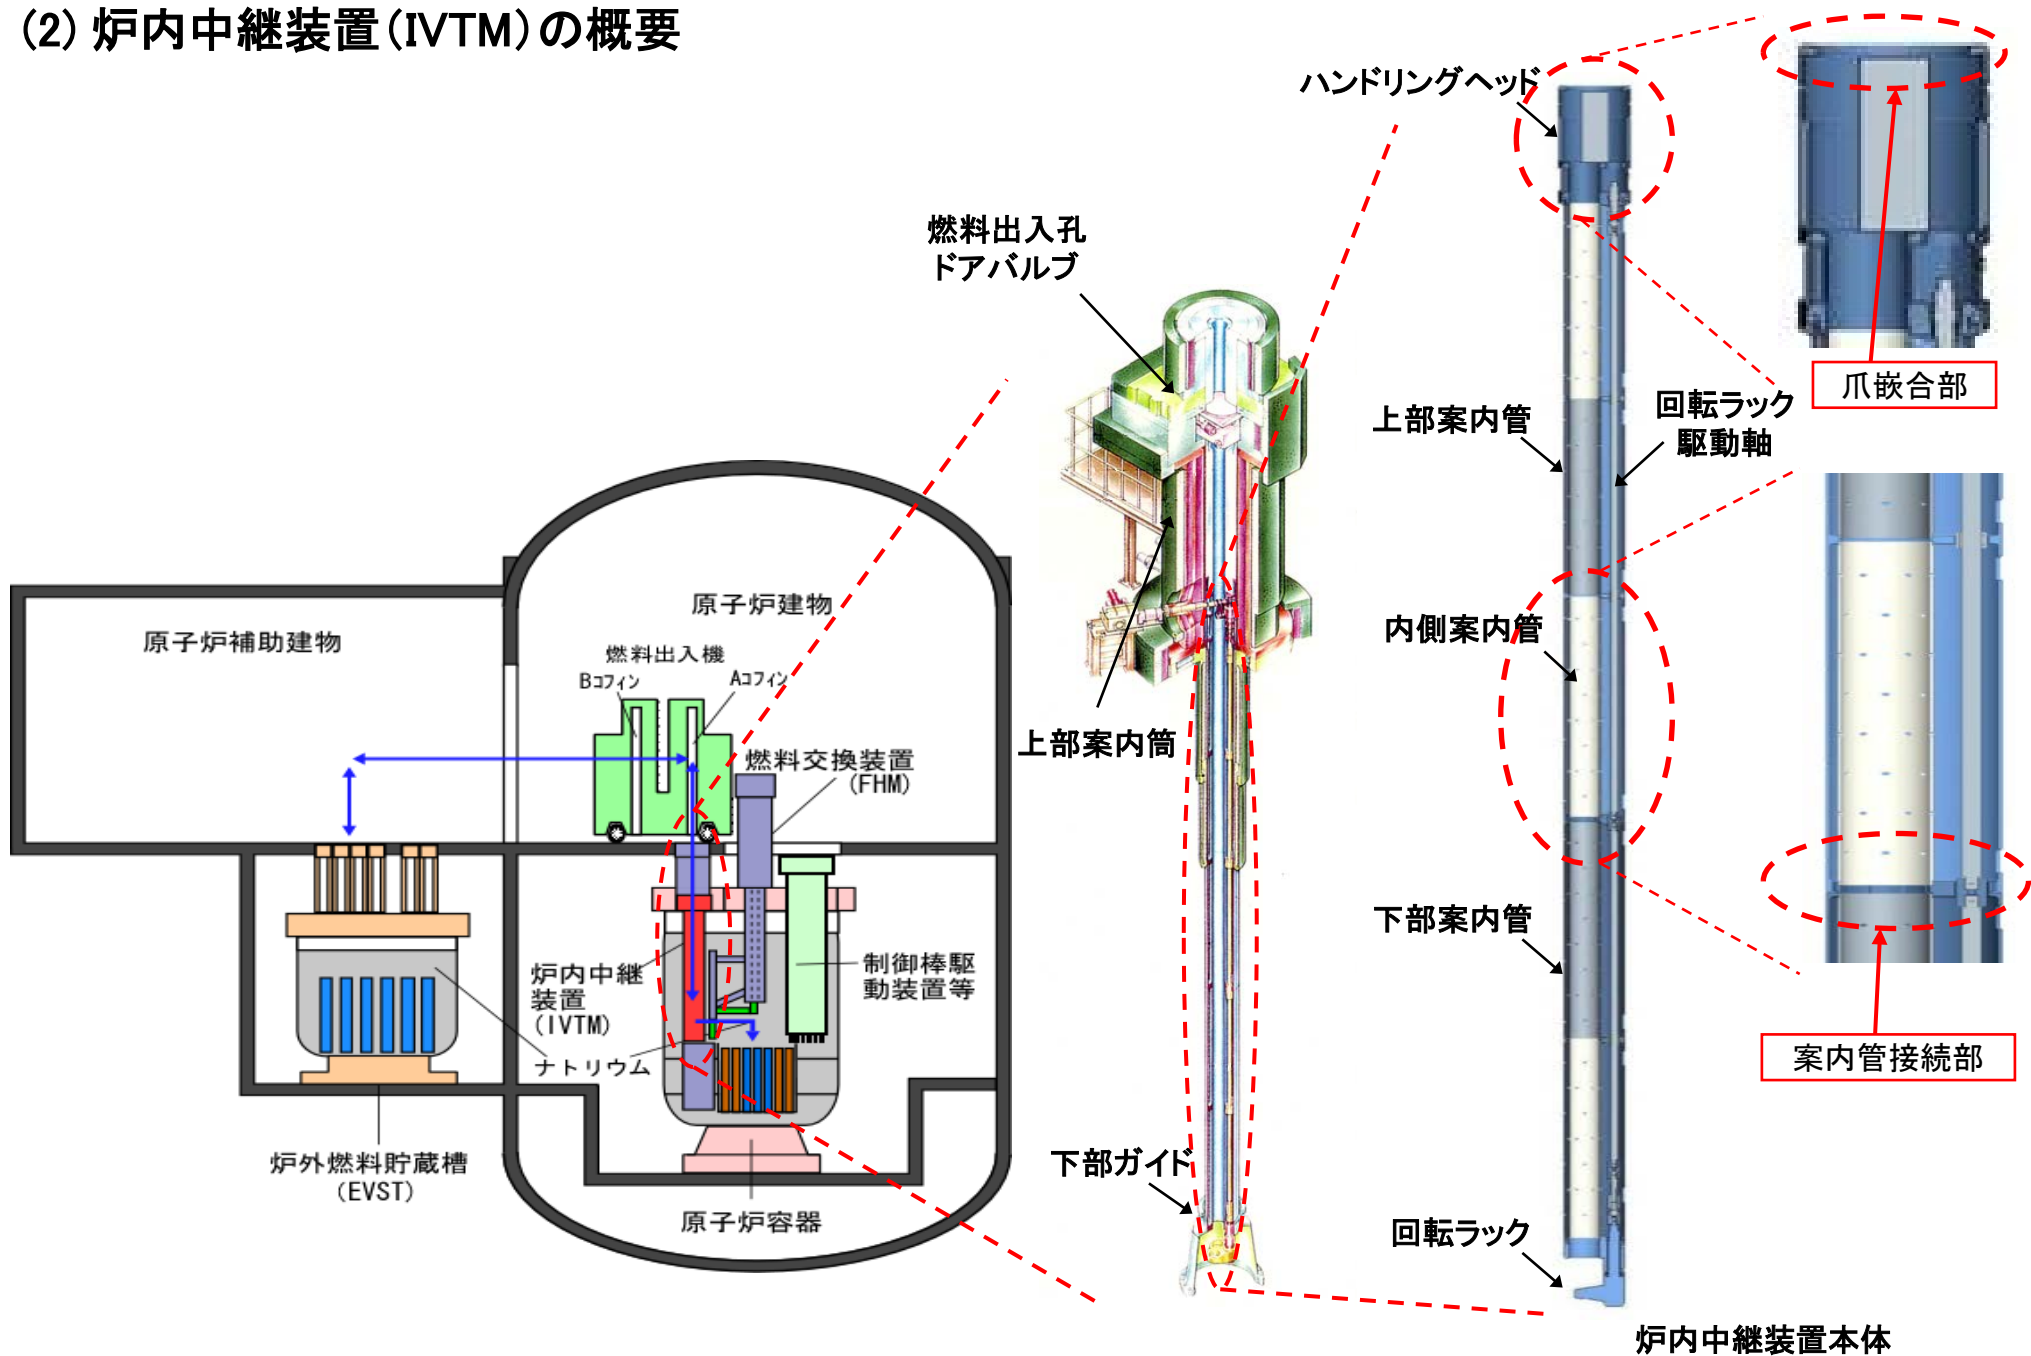 (2) 炉内中継装置(IVTM)の概要
ハンドリングヘッド
燃料出入孔
ドアバルブ
爪嵌合部
上部案内管
回転ラック
駆動軸
原子炉建物
内側案内管
原子炉補助建物
燃料出入機
Bコフィン
Aコフィン
上部案内筒
燃料交換装置
(FHM)
下部案内管
炉内中継
装置
(IVTM)
制御棒駆
動装置等
案内管接続部
ナトリウム
炉外燃料貯蔵槽
(EVST)
下部ガイド
原子炉容器
回転ラック
炉内中継装置本体